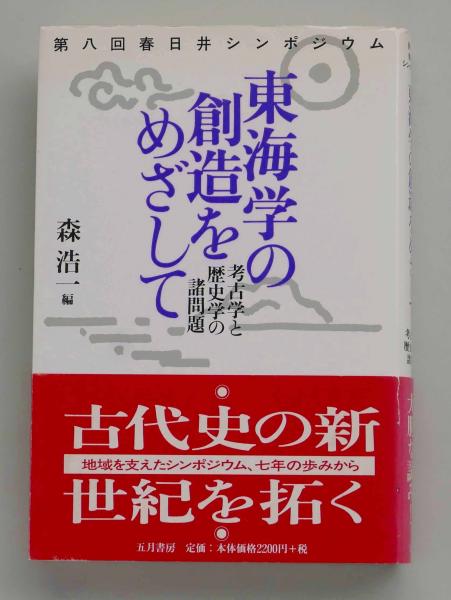 第八回春日井シンポジウム
東海学の
創造を
めざして
考古学と
歴史学の
諸問題
森浩一編
古代史の新
地域を支えたシンポジウム、七年の歩みから
世紀を拓く
五月書房 定価:本体価格2200円+税